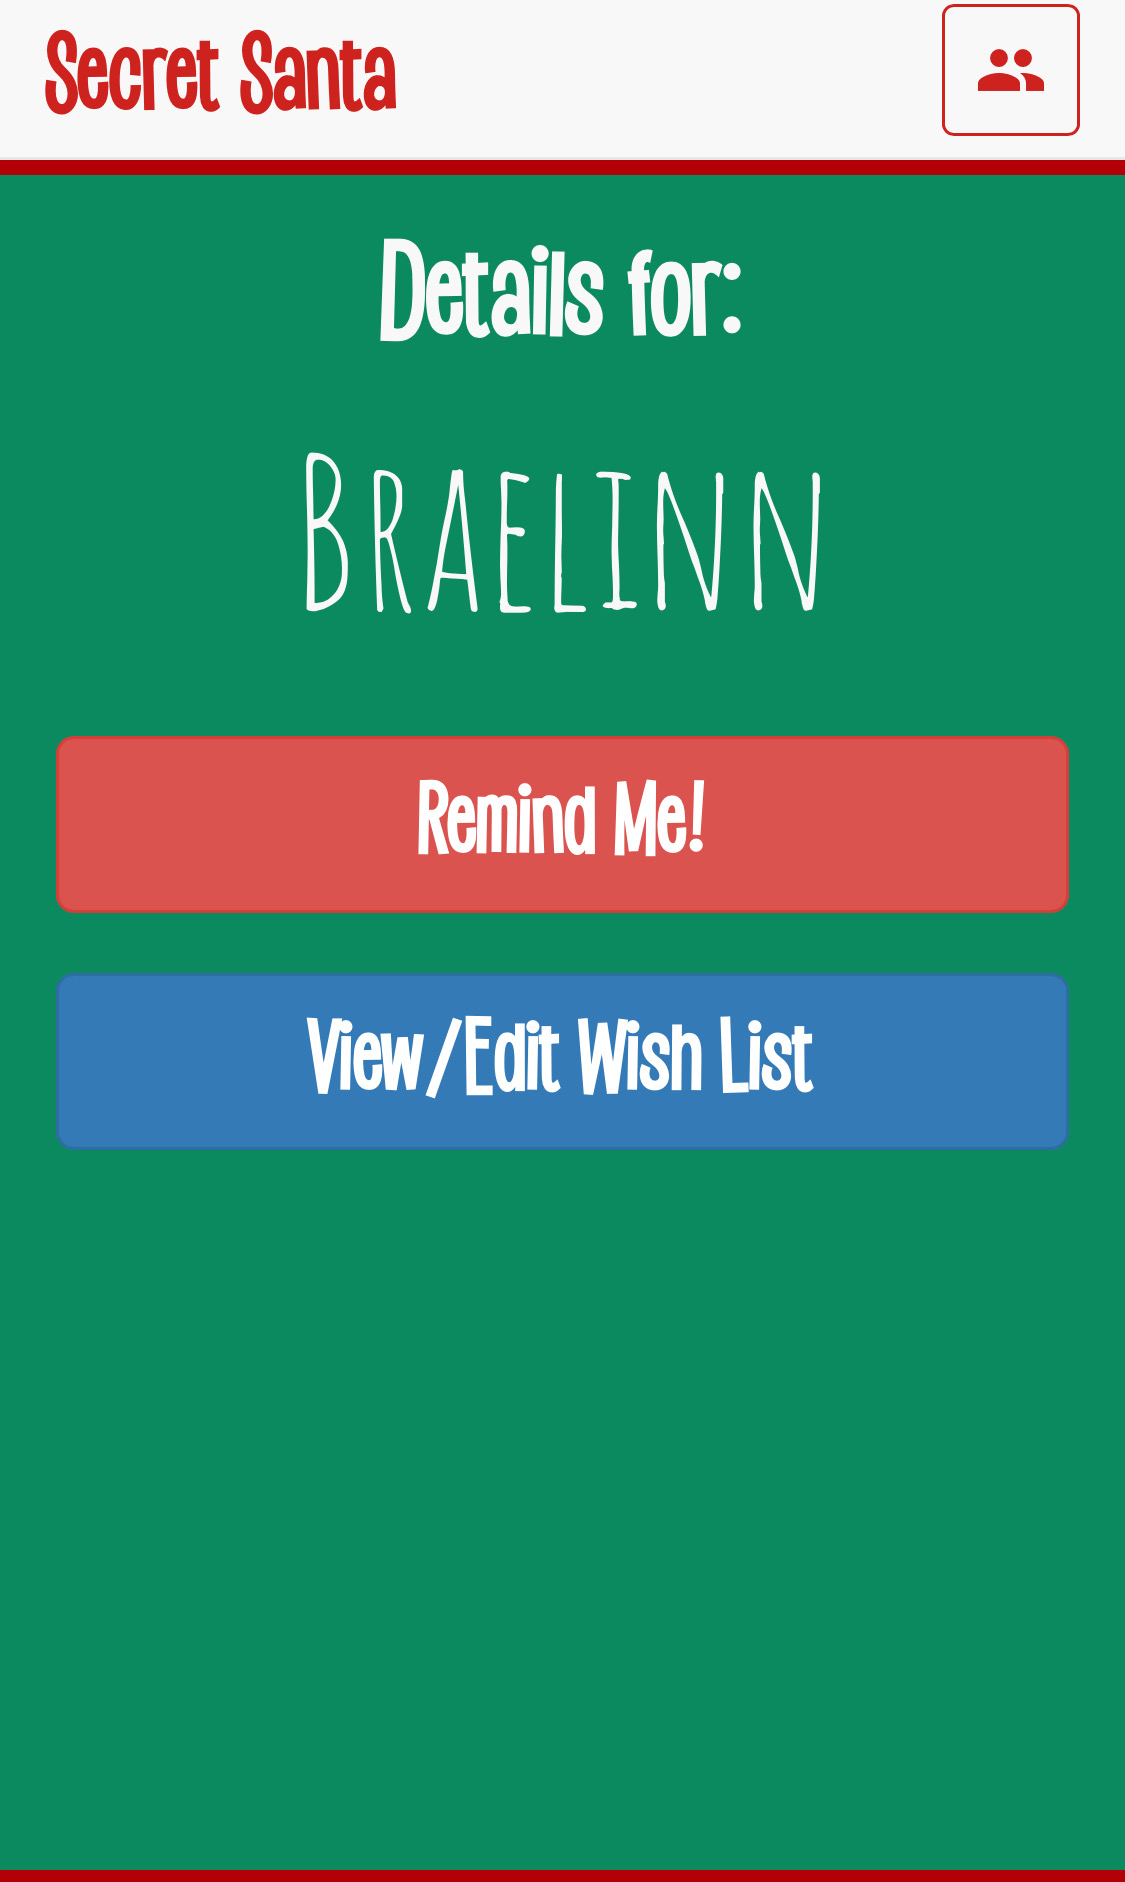 Secret Santa
Details for:
Braelinn
Remind Me!
View/Edit Wish List